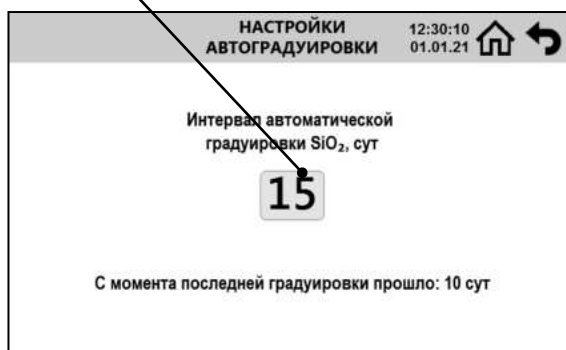 НАСТРОЙКИ
АВТОГРАДУИРОВКИ
12:30:10
01.01.21
Интервал автоматической
градуировки SiO₂, сут
15
С момента последней градуировки прошло: 10 сут